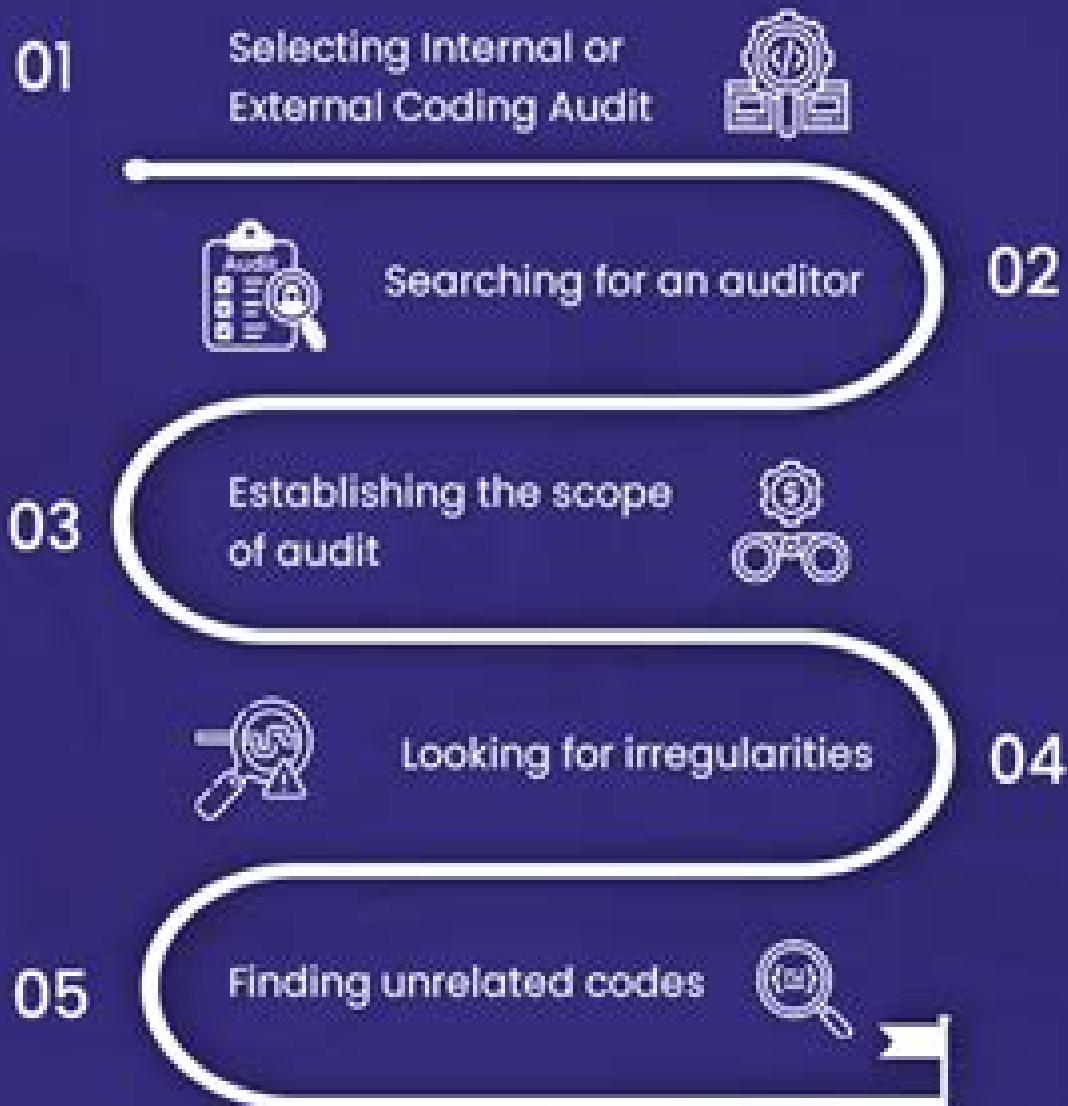 01
Selecting Internal or
External Coding Audit
Audit
Searching for an auditor
02
03
Establishing the scope
of audit
Looking for irregularities
04
05
Finding unrelated codes